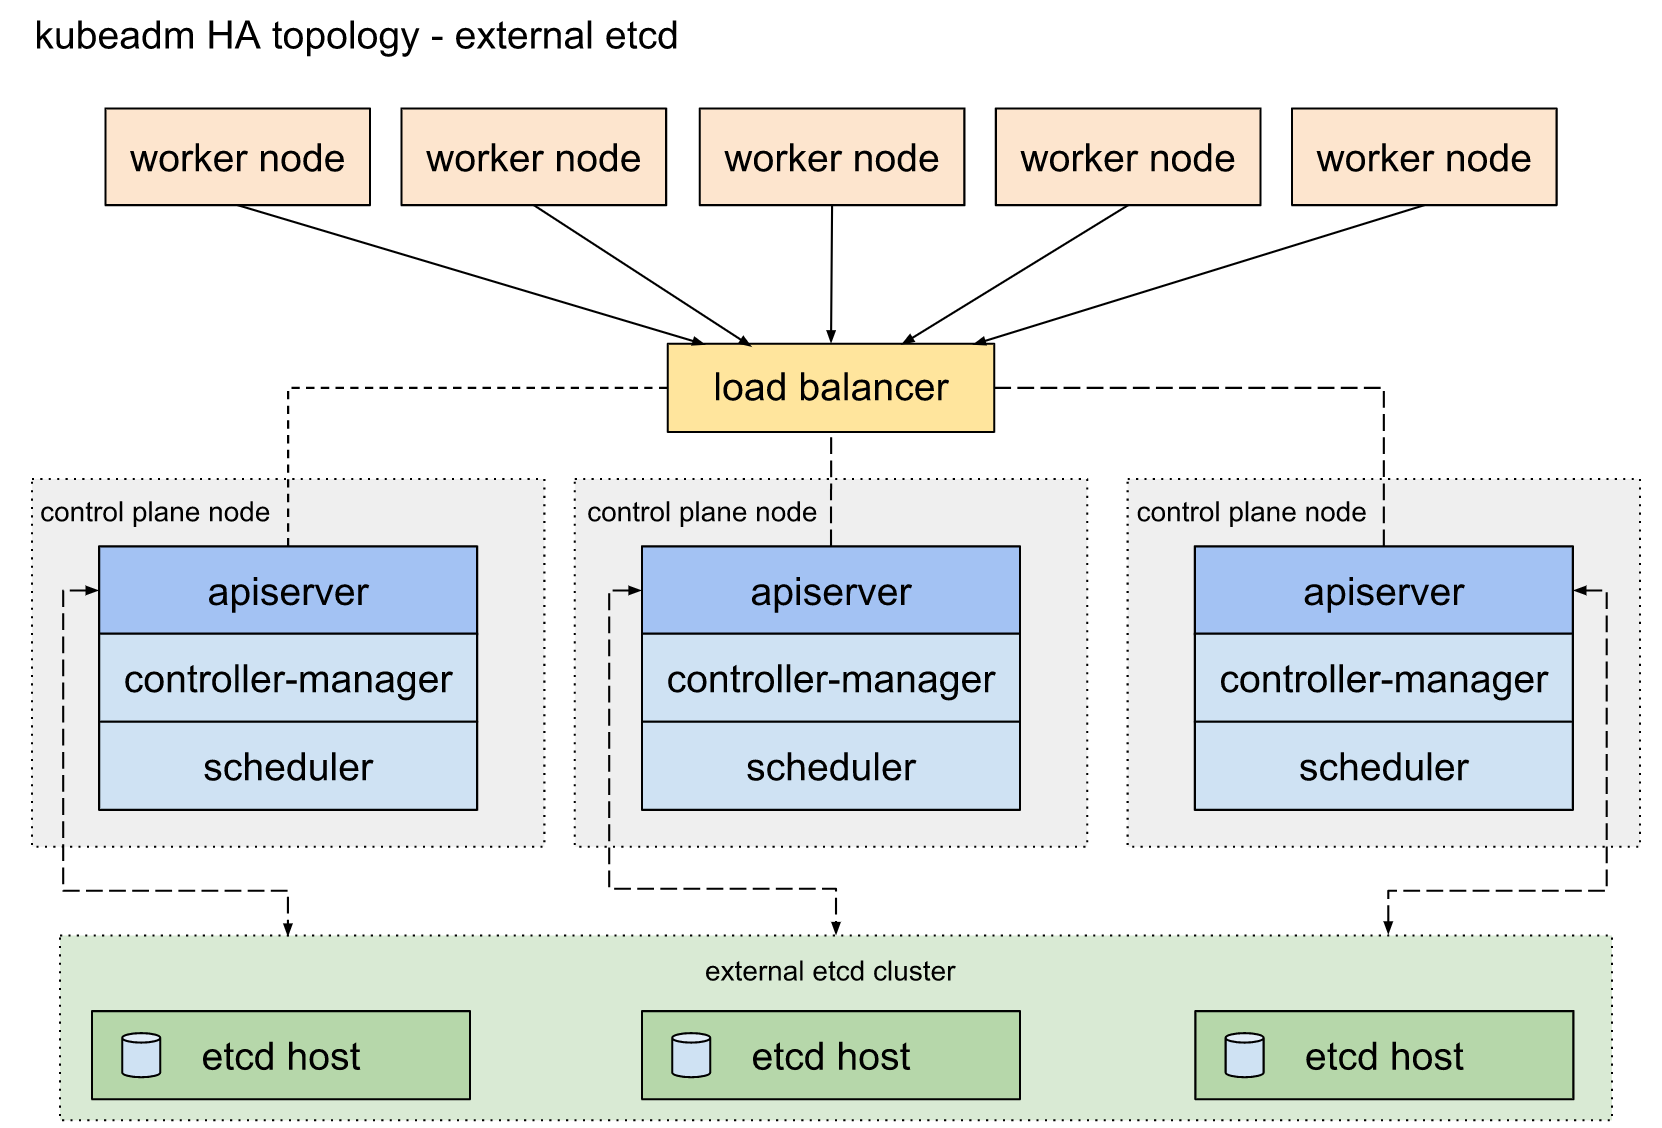 kubeadm HA topology - external etcd
worker node
worker node
worker node
worker node
worker node
load balancer
control plane node
control plane node
control plane node
apiserver
apiserver
apiserver
controller-manager
controller-manager
controller-manager
scheduler
scheduler
scheduler
external etcd cluster
etcd host
etcd host
etcd host